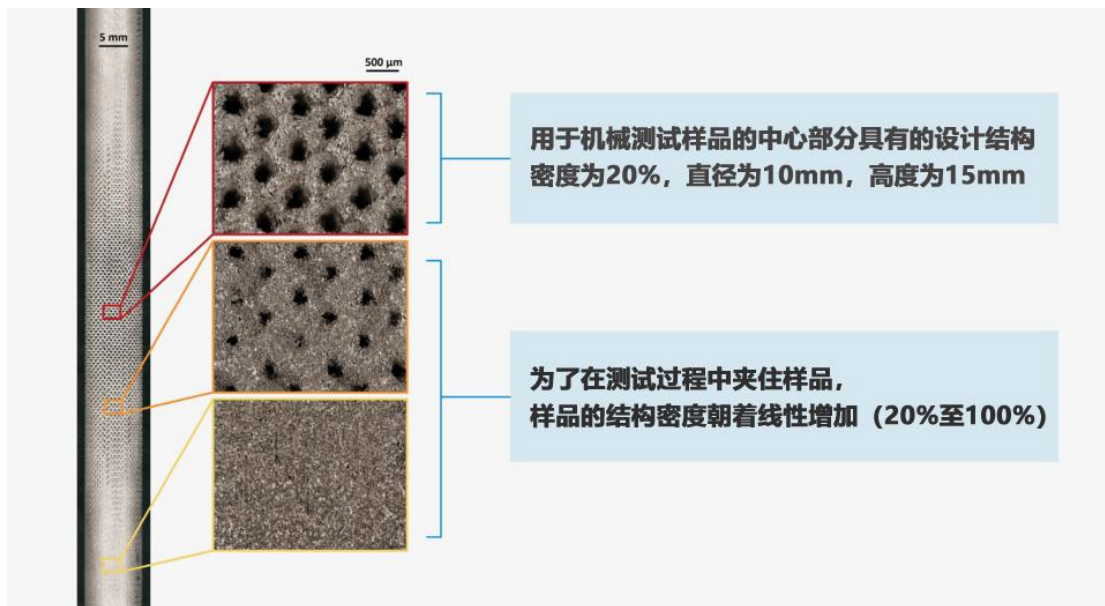 5 mm
500 μm
用于机械测试样品的中心部分具有的设计结构
密度为20%，直径为10mm，高度为15mm
为了在测试过程中夹住样品，
样品的结构密度朝着线性增加（20%至100%）